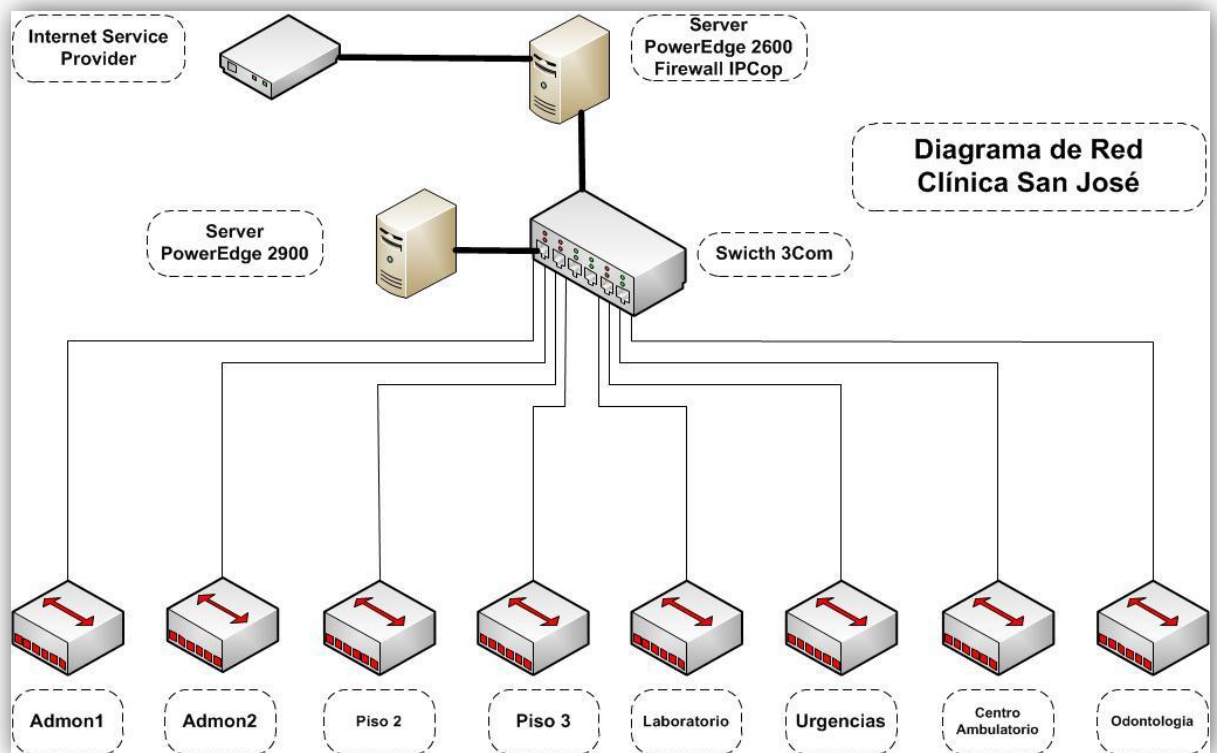 Internet Service
Provider
Server
PowerEdge 2600
Firewall IPCop
Diagrama de Red
Clínica San José
Server
PowerEdge 2900
Swicth 3Com
Admon1
Admon2
Piso 2
Piso 3
Laboratorio
Urgencias
Centro
Ambulatorio
Odontologia